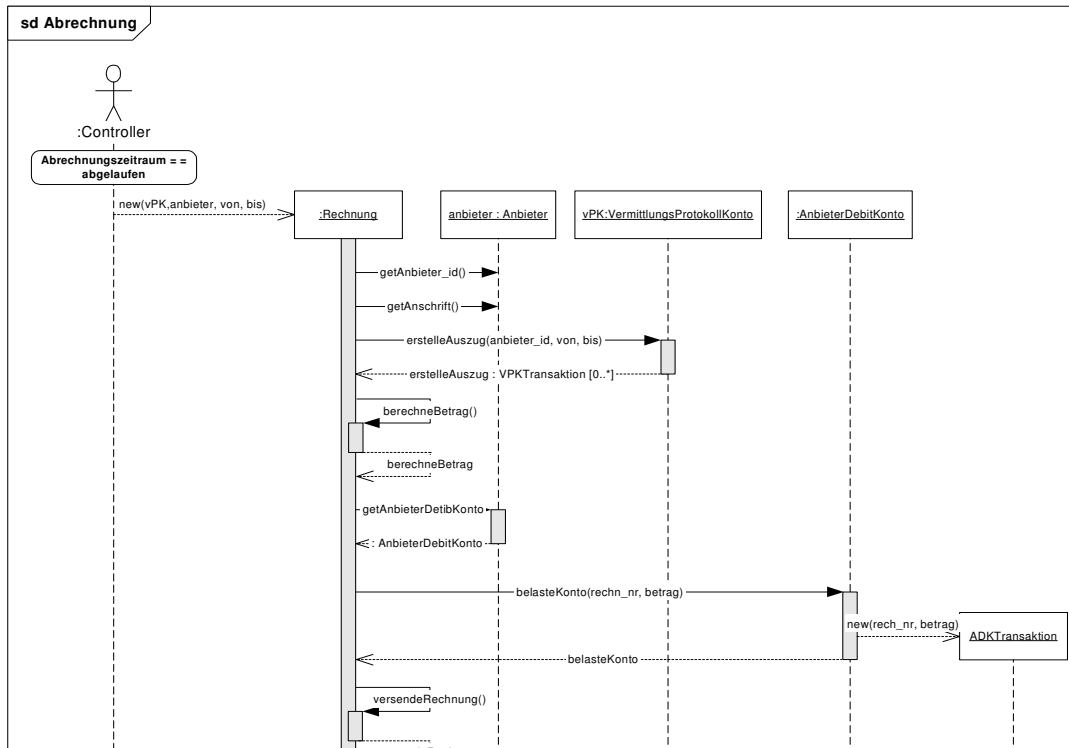 sd Abrechnung
:Controller
Abrechnungszeitraum = =
abgelaufen
new(vPK,anbieter, von, bis)
:Rechnung
anbieter : Anbieter
vPK:VermittlungsProtokollKonto
:AnbieterDebitKonto
getAnbieter_id()
getAnschrift()
erstelleAuszug(anbieter_id, von, bis)
erstelleAuszug : VPKTransaktion [0..*]
berechneBetrag()
berechneBetrag
getAnbieterDetibKonto
: AnbieterDebitKonto
belasteKonto(rechn_nr, betrag)
new(rech_nr, betrag)
ADKTransaktion
belasteKonto
versendeRechnung()